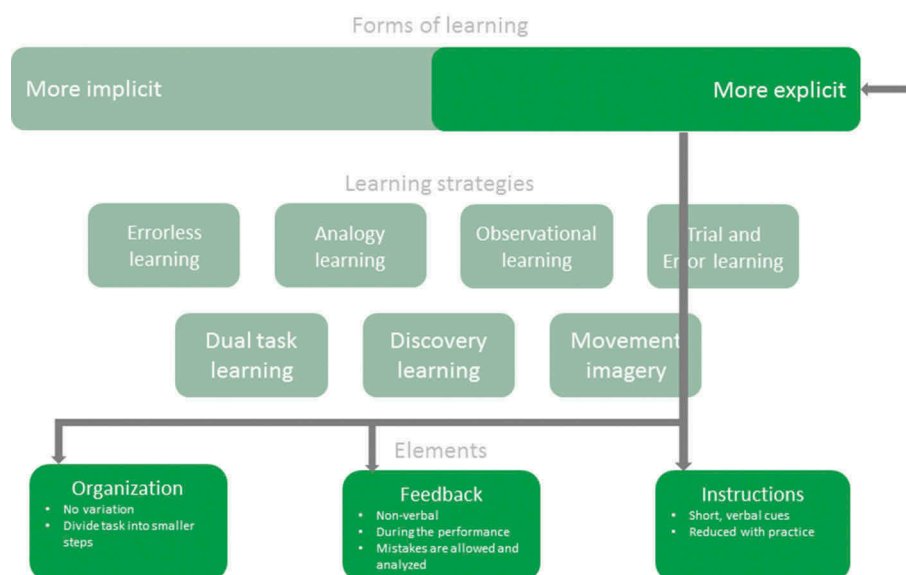 Forms of learning
More implicit
More explicit
Learning strategies
Errorless
learning
Analogy
learning
Observational
learning
Trial and
Error learning
Dual task
learning
Discovery
learning
Movement
imagery
Elements
Organization
• No variation
• Divide task into smaller
steps
Feedback
• Non-verbal
• During the performance
• Mistakes are allowed and
analyzed
Instructions
• Short, verbal cues
• Reduced with practice